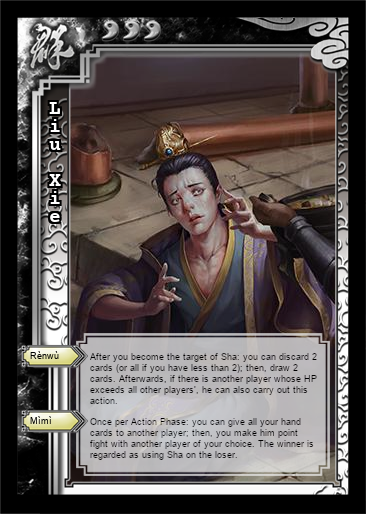 群
Liu Xie
Rènwù
After you become the target of Sha: you can discard 2
cards (or all if you have less than 2); then, draw 2
cards. Afterwards, if there is another player whose HP
exceeds all other players', he can also carry out this
action.
Mìmì
Once per Action Phase: you can give all your hand
cards to another player; then, you make him point
fight with another player of your choice. The winner is
regarded as using Sha on the loser.